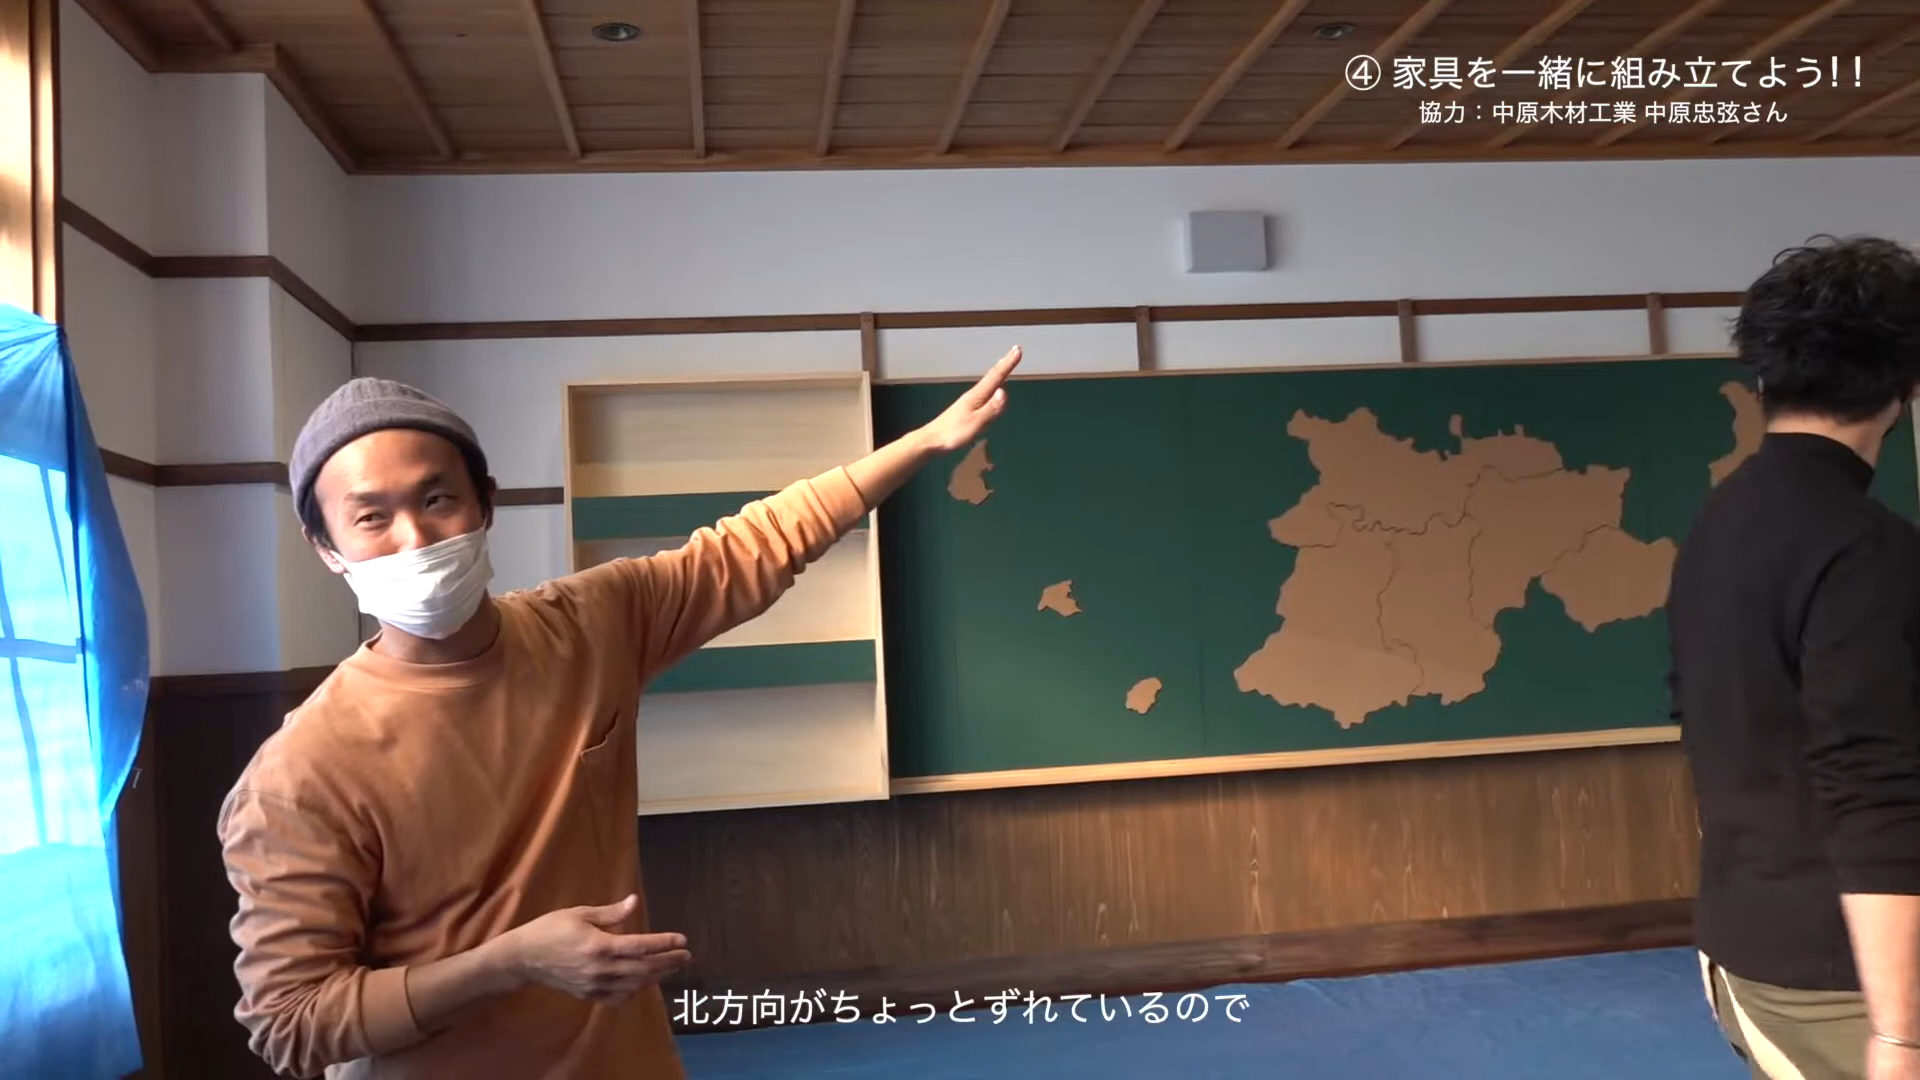 ④ 家具を一緒に組み立てよう!!
協力：中原木材工業 中原忠弦さん
北方向がちょっとずれているので